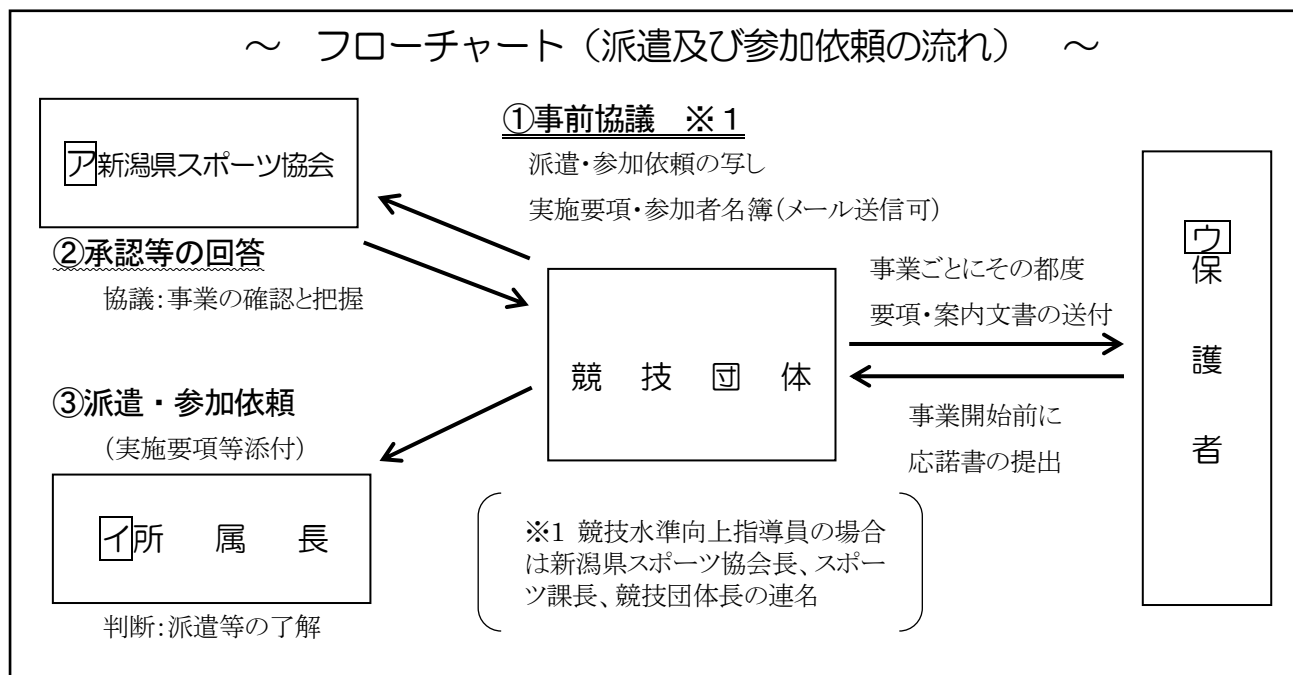 ～ フローチャート（派遣及び参加依頼の流れ） ～
ア新潟県スポーツ協会
①事前協議 ※１
派遣・参加依頼の写し
実施要項・参加者名簿（メール送信可）
②承認等の回答
協議：事業の確認と把握
競技団体
事業ごとにその都度
要項・案内文書の送付
事業開始前に
応諾書の提出
ウ
保
護
者
③派遣・参加依頼
（実施要項等添付）
イ所属長
判断：派遣等の了解
※1 競技水準向上指導員の場合
は新潟県スポーツ協会長、スポー
ツ課長、競技団体長の連名